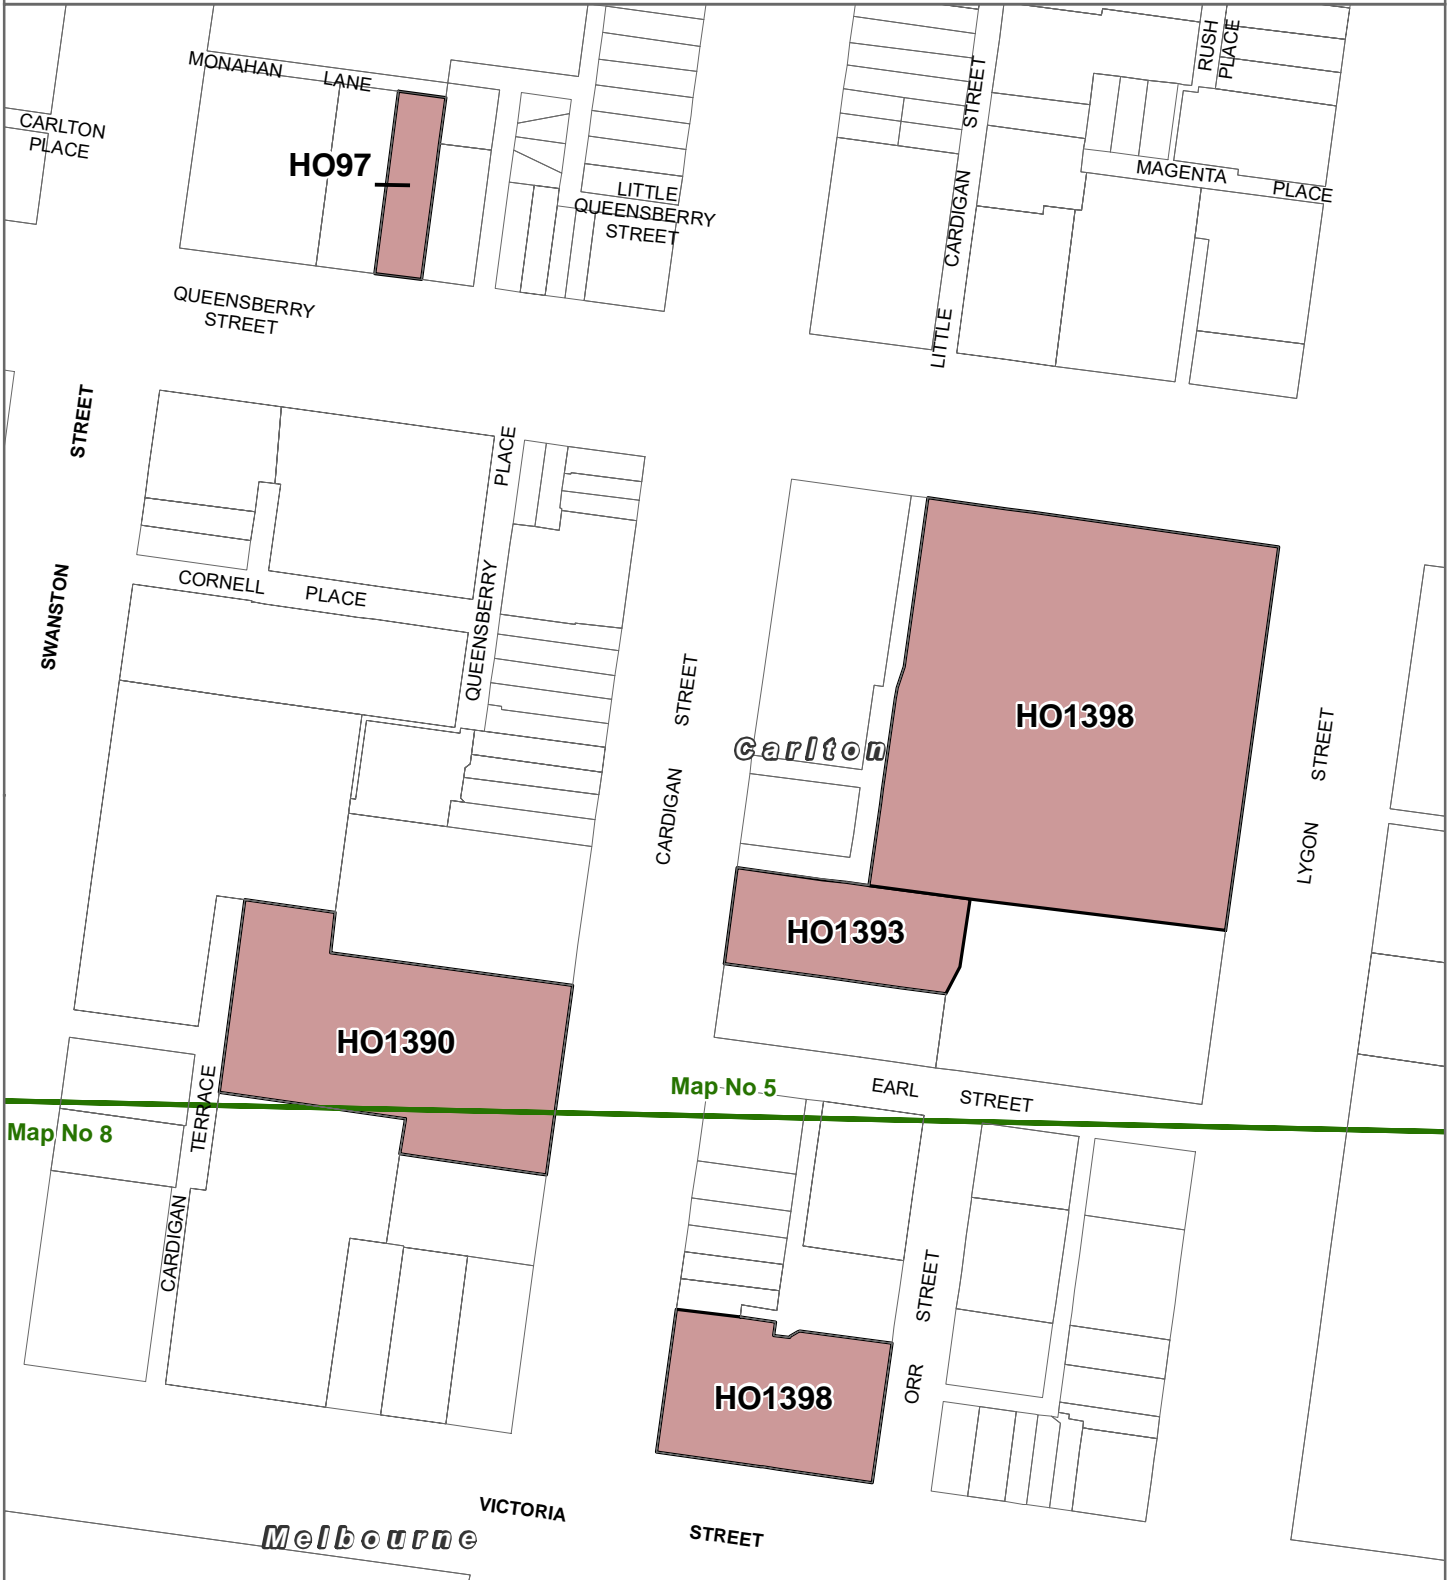 RUSH
PLACE
MONAHAN LANE
STREET
CARLTON
PLACE
HO97
MAGENTA PLACE
LITTLE
QUEENSBERRY
STREET
CARDIGAN
LITTLE
QUEENSBERRY
STREET
STREET
SWANSTON
PLACE
QUEENSBERRY
CORNELL PLACE
STREET
CARDIGAN
HO1398
Carlton
STREET
LYGON
HO1393
HO1390
Map No 5
EARL STREET
Map No 8
TERRACE
CARDIGAN
STREET
ORR
HO1398
VICTORIA STREET
Melbourne